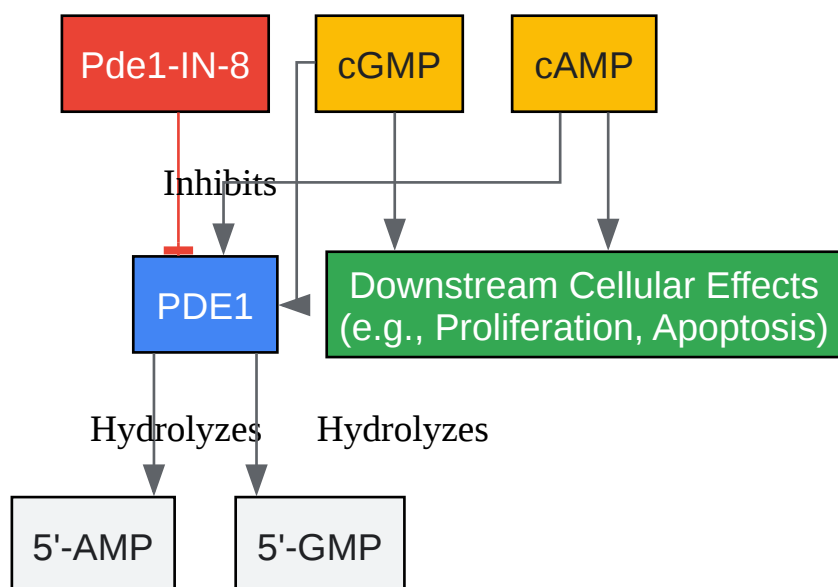 Pde1-IN-8
cGMP
cAMP
Inhibits
PDE1
Downstream Cellular Effects
(e.g., Proliferation, Apoptosis)
Hydrolyzes
Hydrolyzes
5'-AMP
5'-GMP